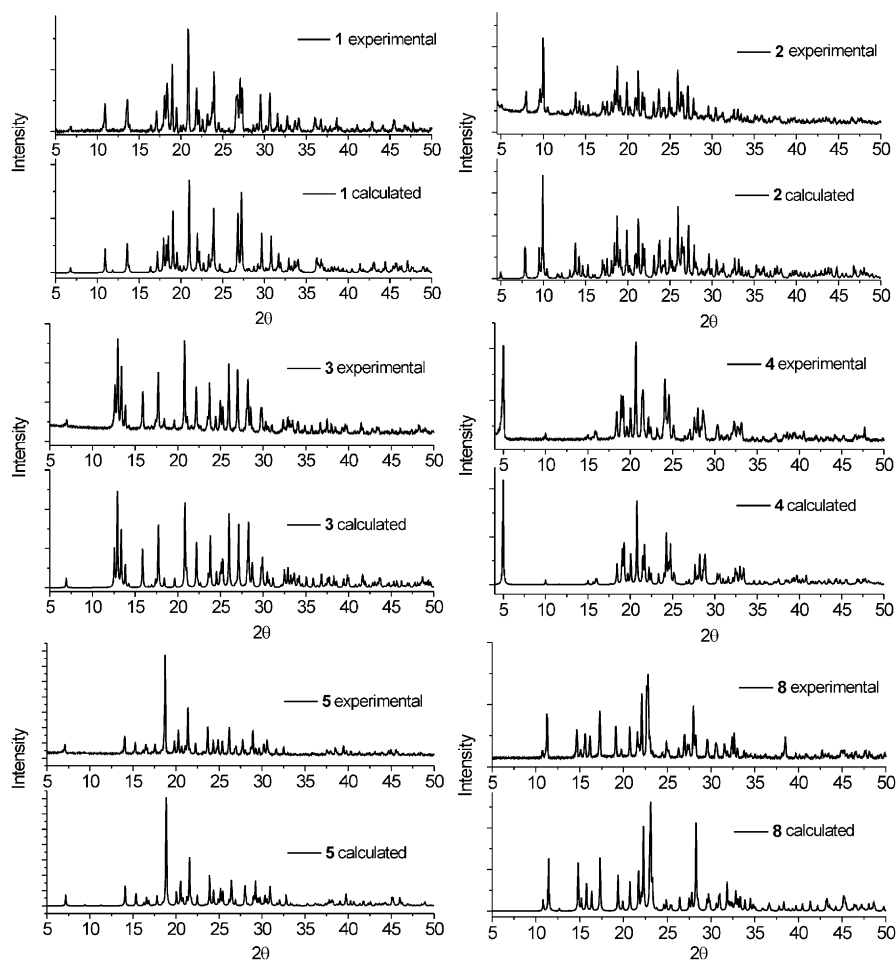 1 experimental
Intensity
5 10 15 20 25 30 35 40 45 50
1 calculated
5 10 15 20 25 30 35 40 45 50
2θ
2 experimental
Intensity
5 10 15 20 25 30 35 40 45 50
2 calculated
5 10 15 20 25 30 35 40 45 50
2θ
3 experimental
Intensity
5 10 15 20 25 30 35 40 45 50
3 calculated
5 10 15 20 25 30 35 40 45 50
2θ
4 experimental
Intensity
5 10 15 20 25 30 35 40 45 50
4 calculated
5 10 15 20 25 30 35 40 45 50
2θ
5 experimental
Intensity
5 10 15 20 25 30 35 40 45 50
5 calculated
5 10 15 20 25 30 35 40 45 50
2θ
8 experimental
Intensity
5 10 15 20 25 30 35 40 45 50
8 calculated
5 10 15 20 25 30 35 40 45 50
2θ